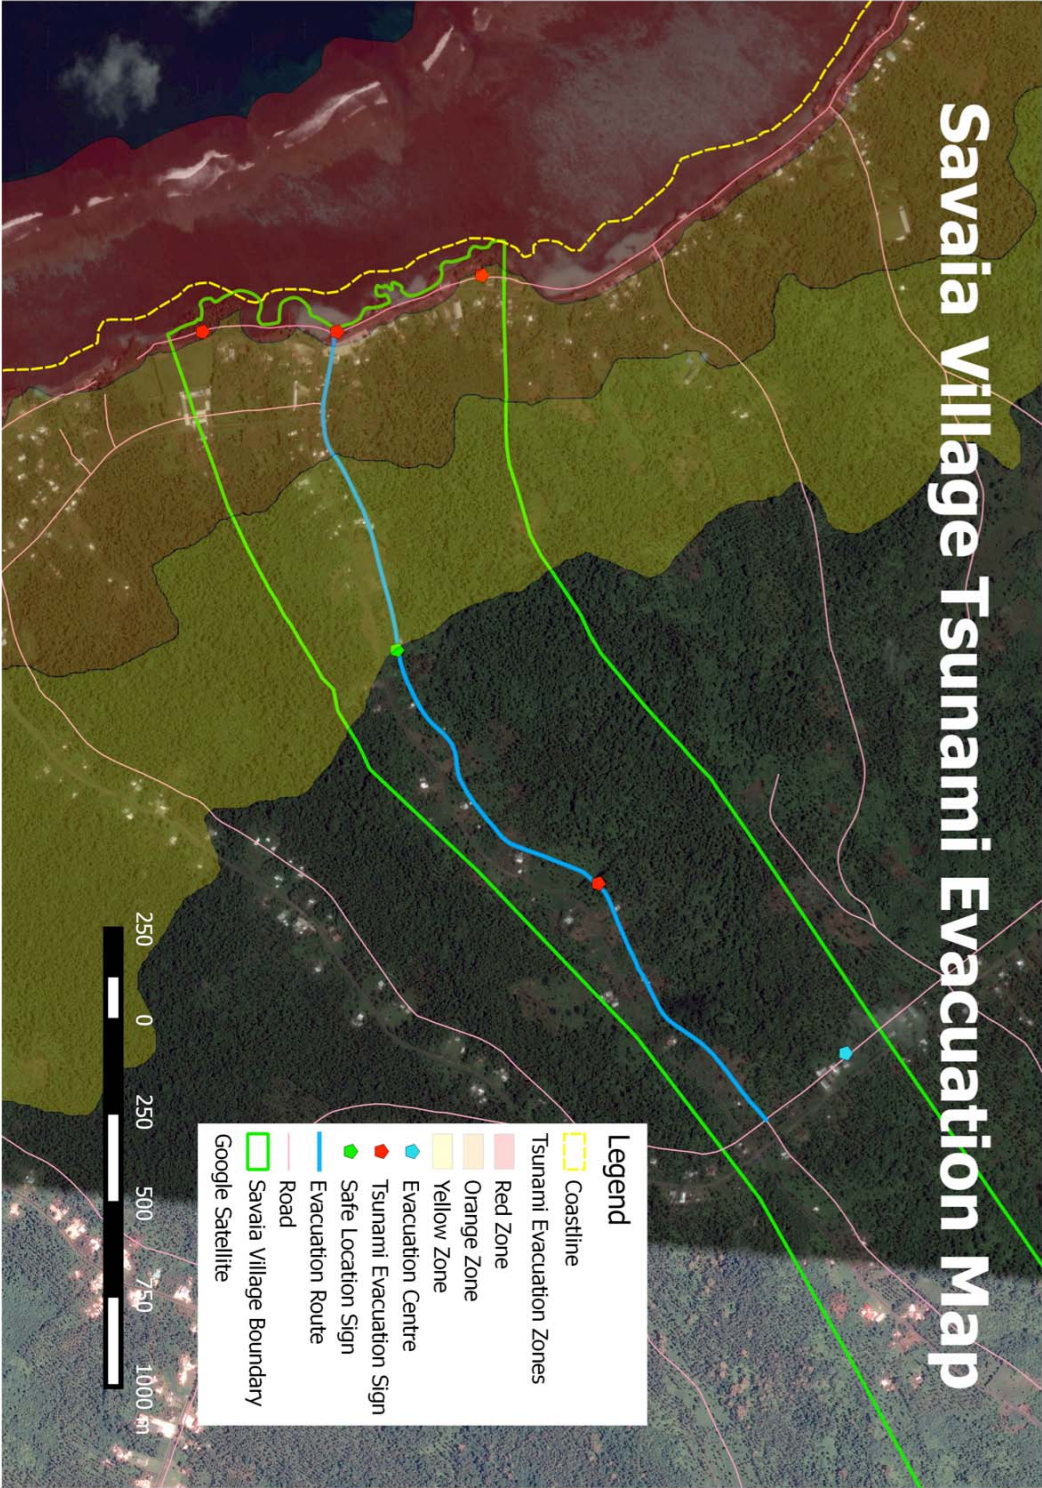 Savaia Village Tsunami Evacuation Map
Legend
Coastline
Tsunami Evacuation Zones
Red Zone
Orange Zone
Yellow Zone
Evacuation Centre
Tsunami Evacuation Sign
Safe Location Sign
Evacuation Route
Road
Savaia Village Boundary
Google Satellite
250 0 250 500 750 1000 m